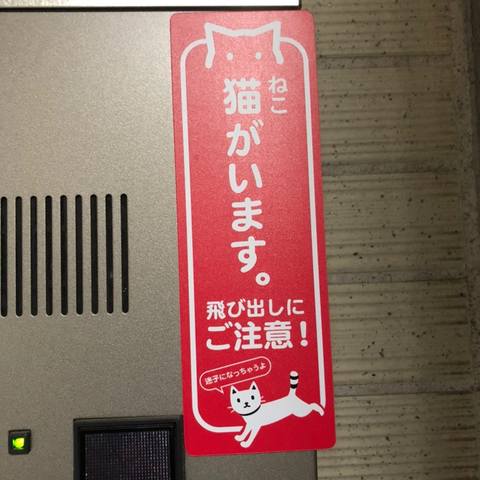 ねこ
猫がいます。
飛び出しに
ご注意！
迷子になっちゃうよ